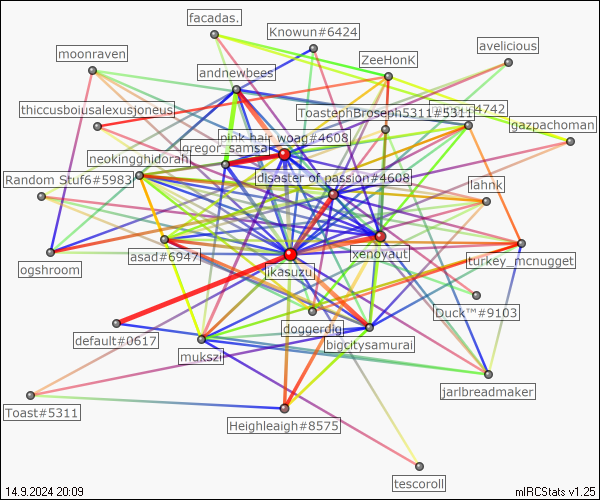 facadas.
Knowun#6424
avelicious
moonraven
ZeeHonK
andnewbees
thiccusboiusalexusjoneus
ToastephBroseph5311#5311
4742
gazpachoman
pink hair woag#4608
gregor_samsa
neokingghidorah
Random Stuf6#5983
disaster of passion#4608
lahnk
ogshroom
asad#6947
xenoyaut
turkey_mcnugget
ikasuzu
Duck™#9103
default#0617
doggerdig
mukszi
bigcitysamurai
jarlbreadmaker
Toast#5311
Heighleaigh#8575
tescoroll
14.9.2024 20:09
mIRCStats v1.25